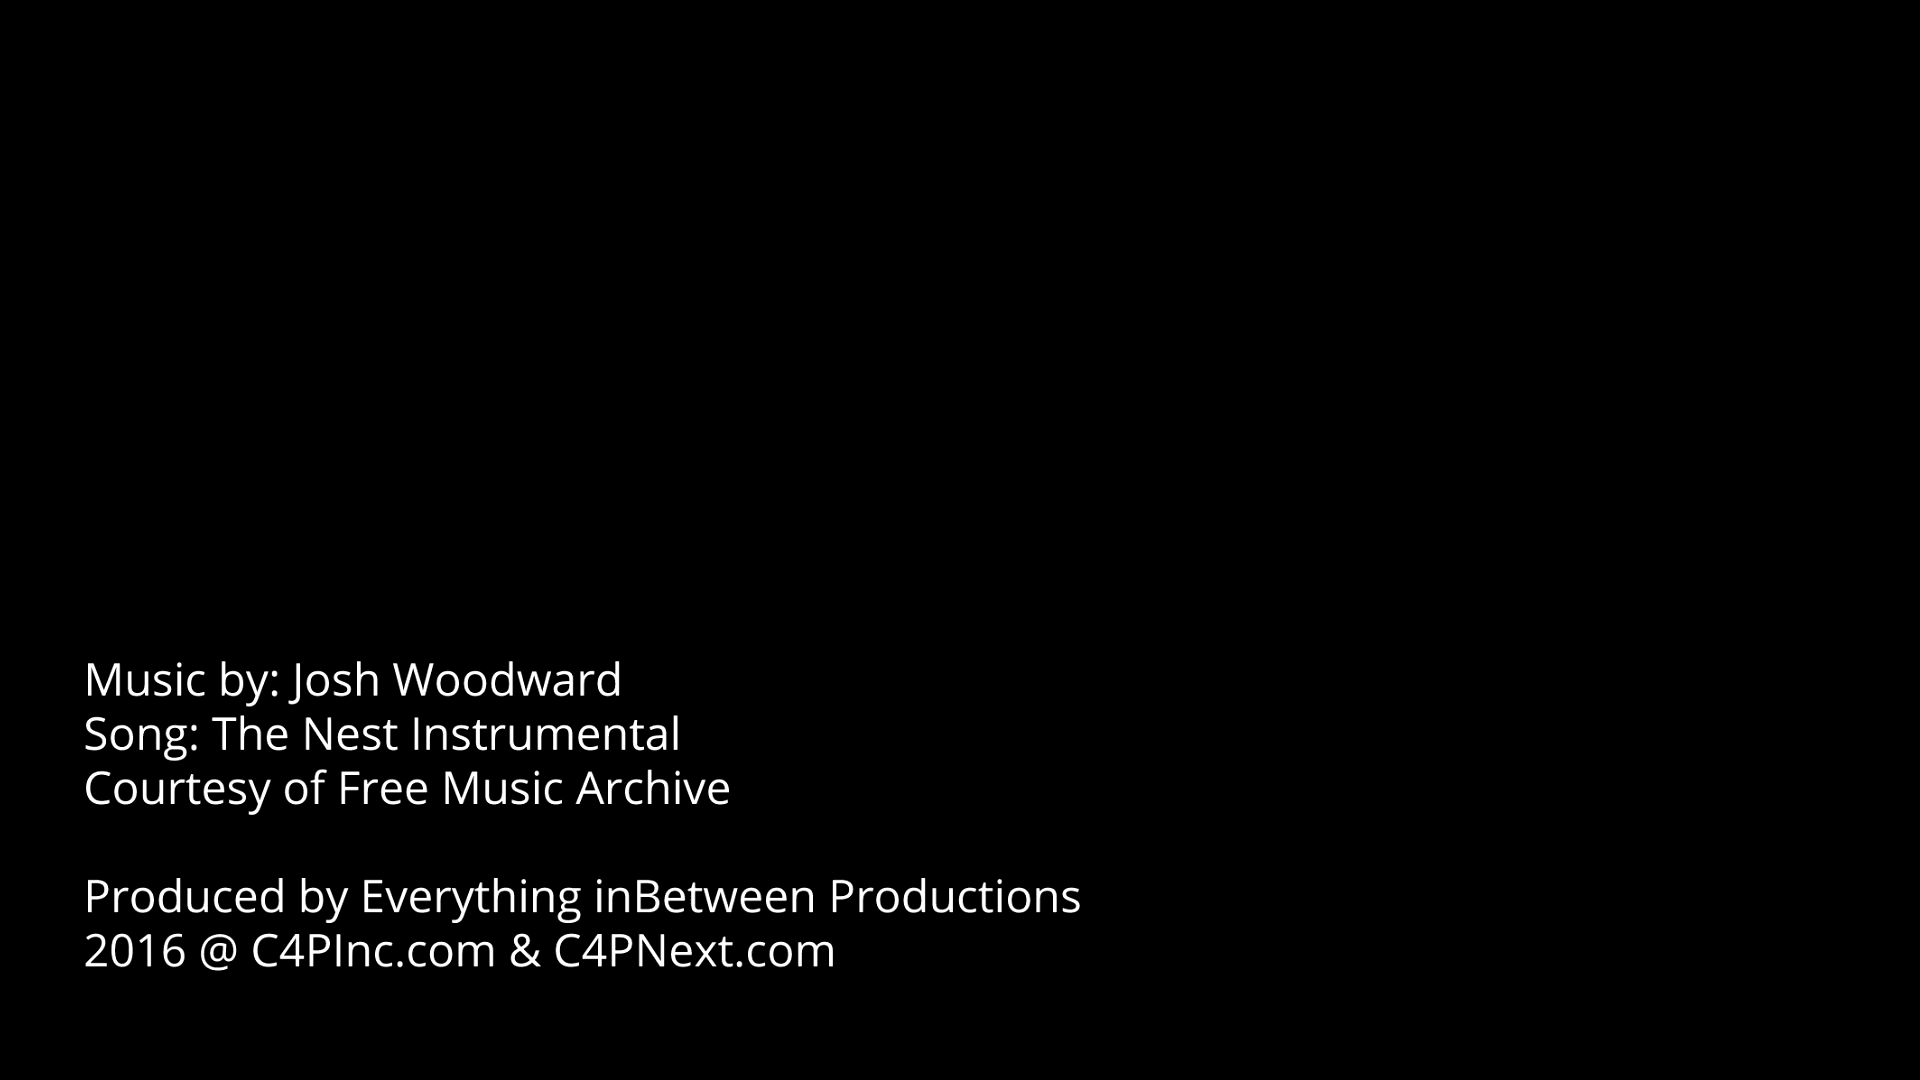 Music by: Josh Woodward
Song: The Nest Instrumental
Courtesy of Free Music Archive
Produced by Everything inBetween Productions
2016 @ C4PInc.com & C4PNext.com